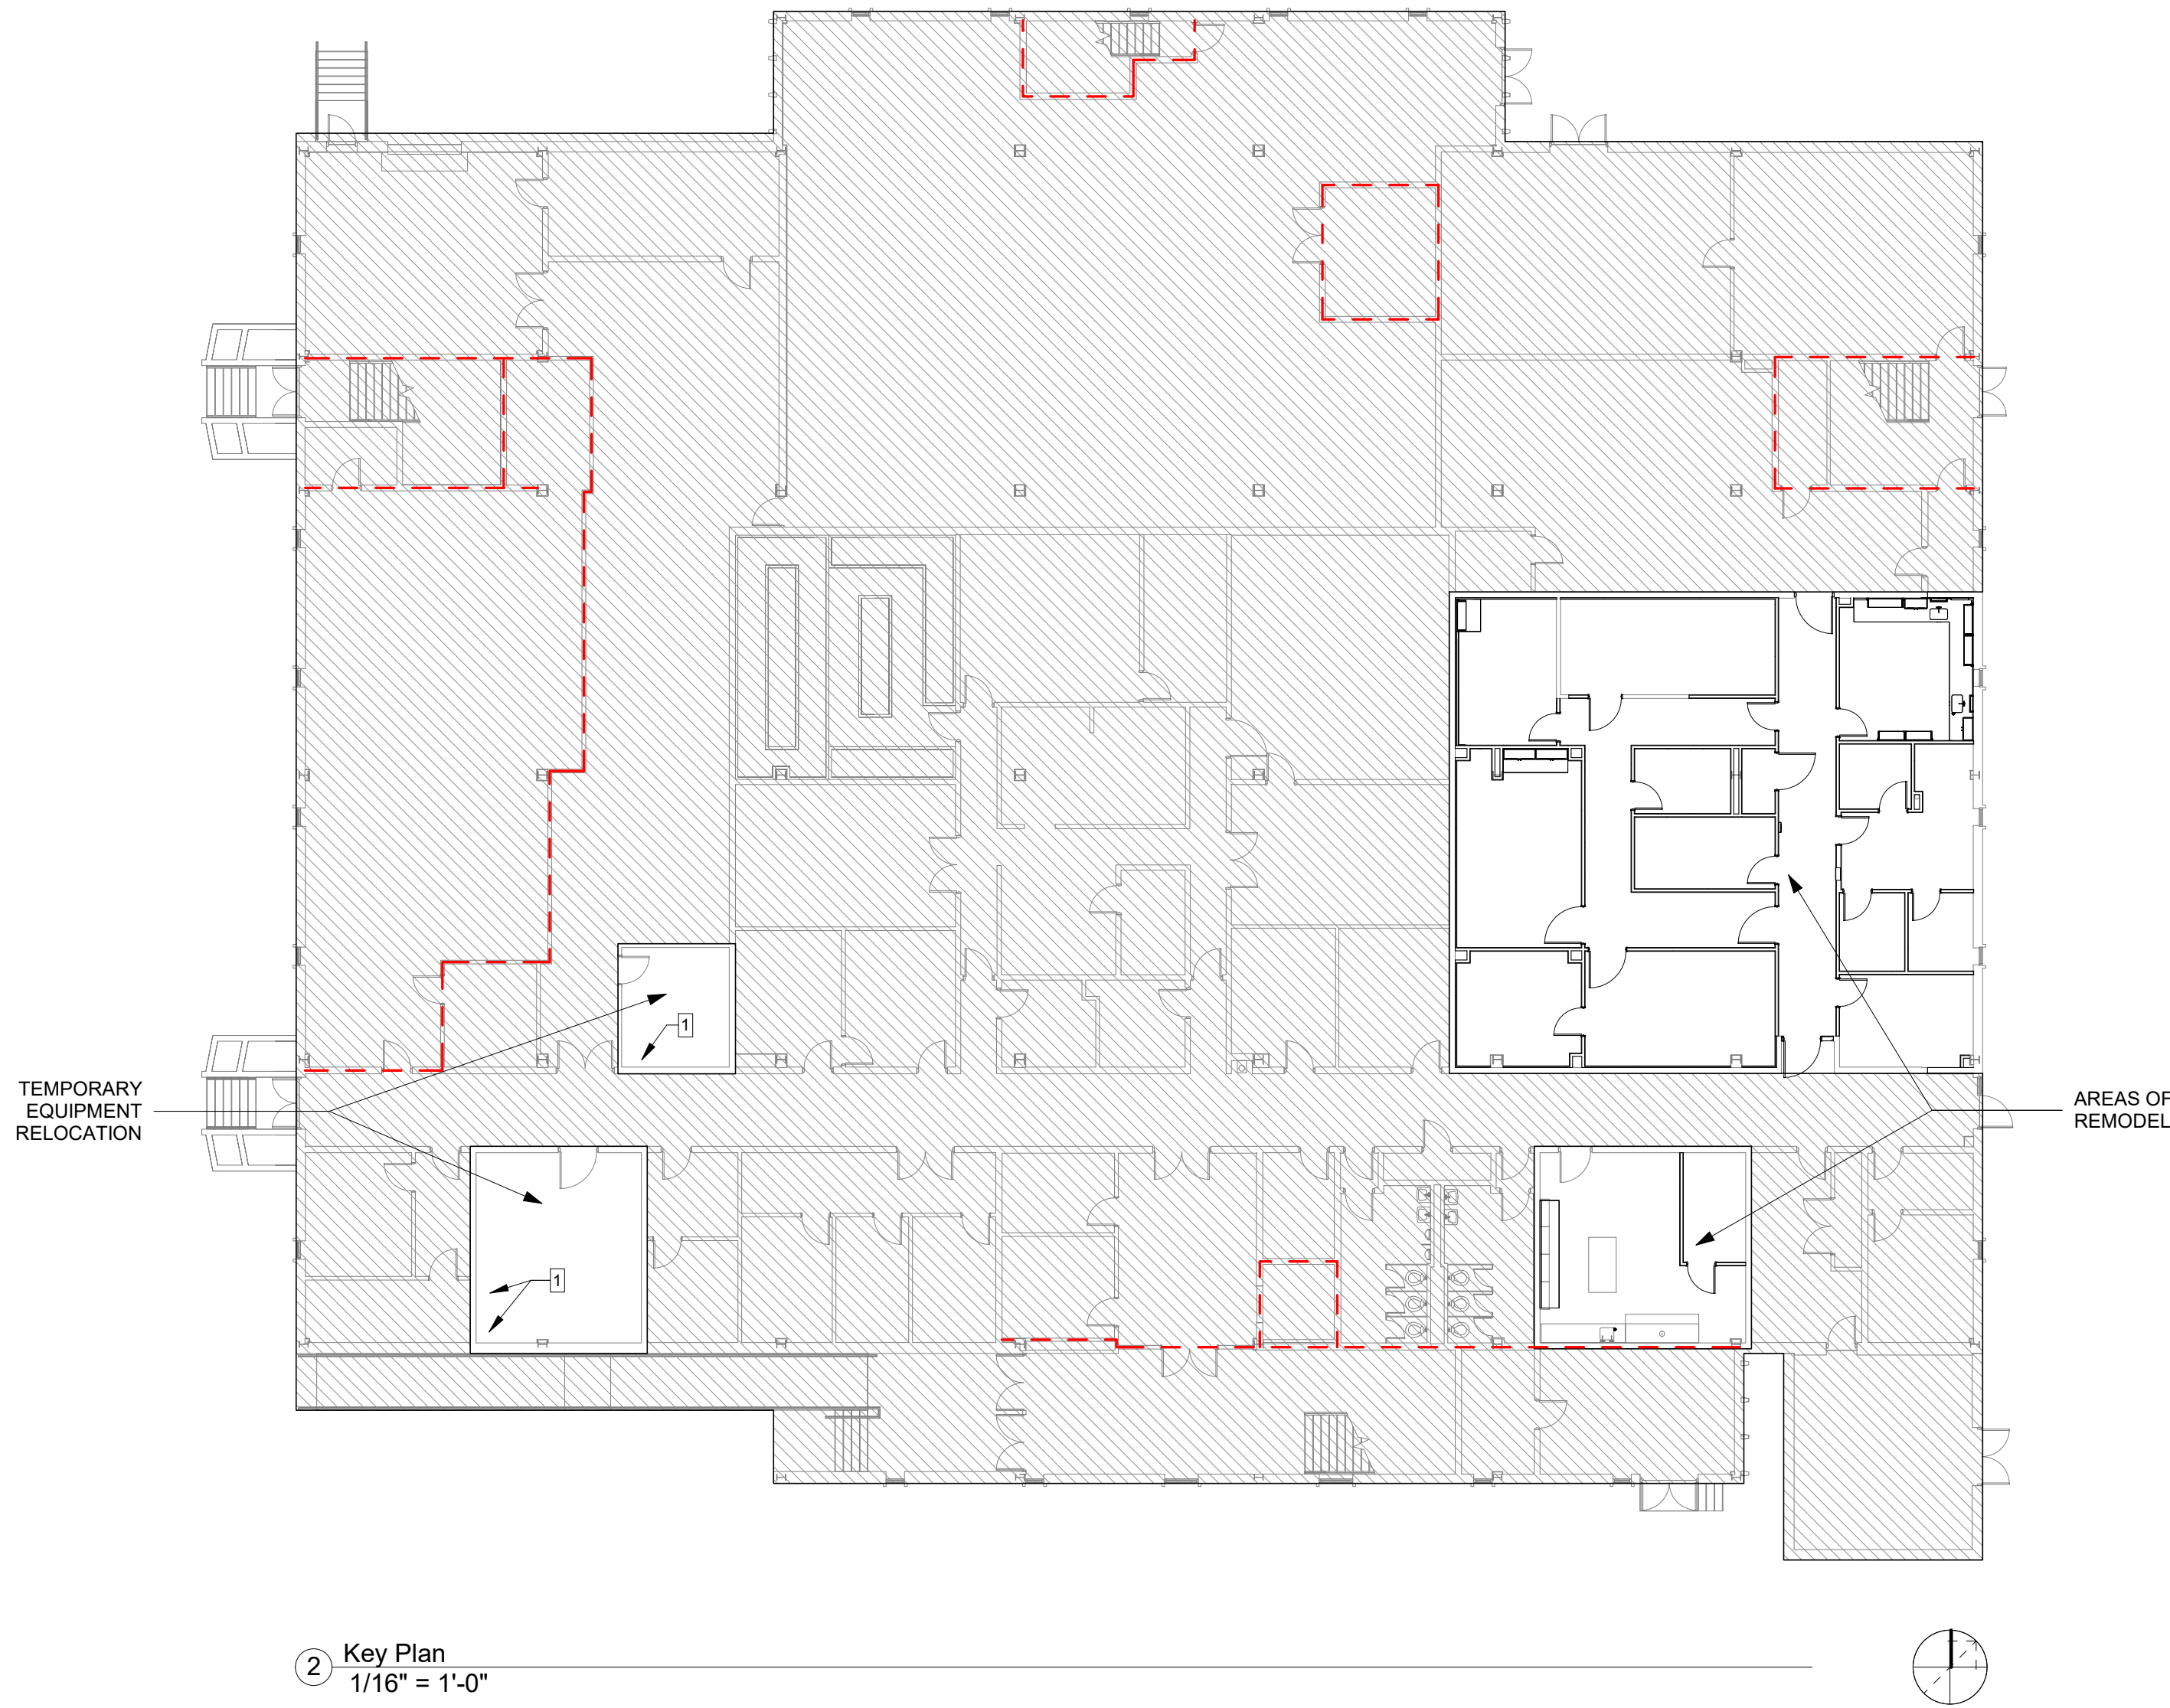 1
TEMPORARY
EQUIPMENT
RELOCATION
AREAS OF
REMODEL
1
2
Key Plan
1/16" = 1'-0"